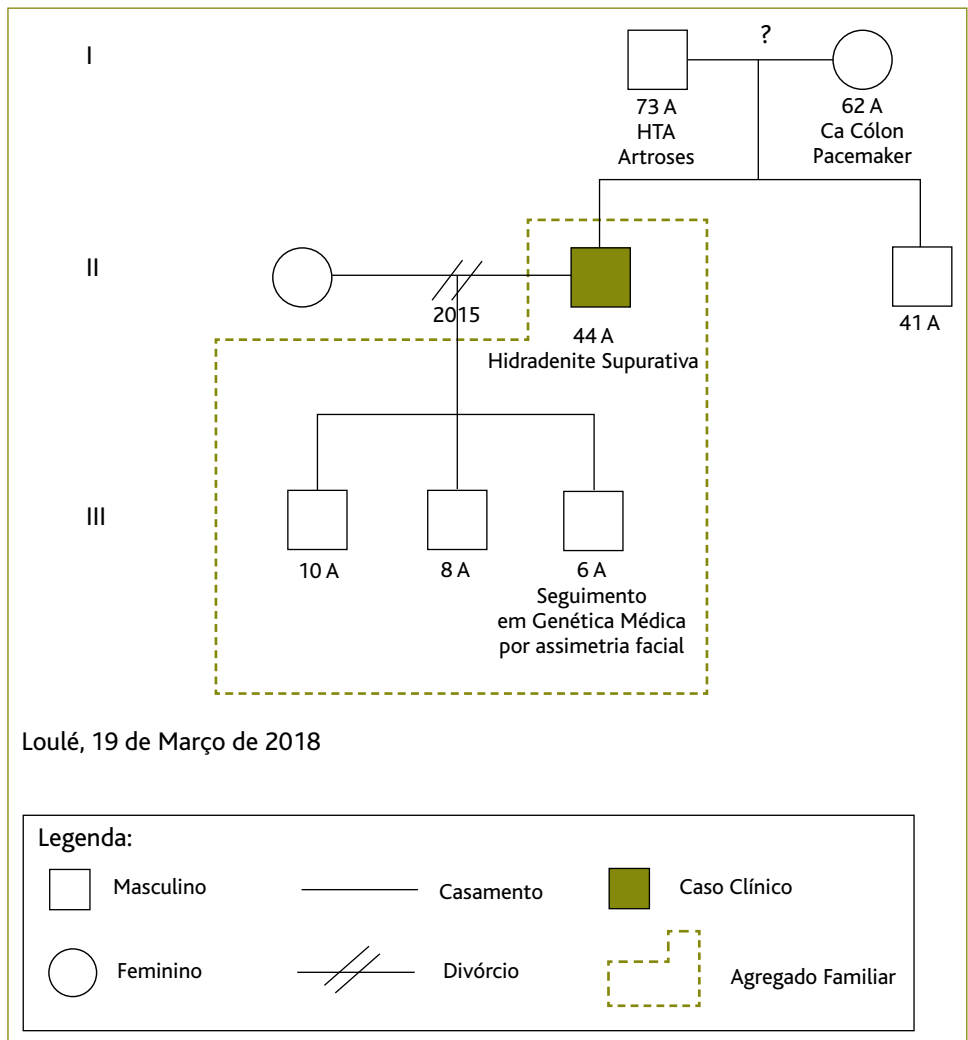 I
?
73 A
HTA
Artroses
62 A
Ca Cólon
Pacemaker
II
2015
44 A
Hidradenite Supurativa
41 A
III
10 A
8 A
6 A
Seguimento
em Genética Médica
por assimetria facial
Loulé, 19 de Março de 2018
Legenda:
Masculino
Casamento
Caso Clínico
Feminino
Divórcio
Agregado Familiar